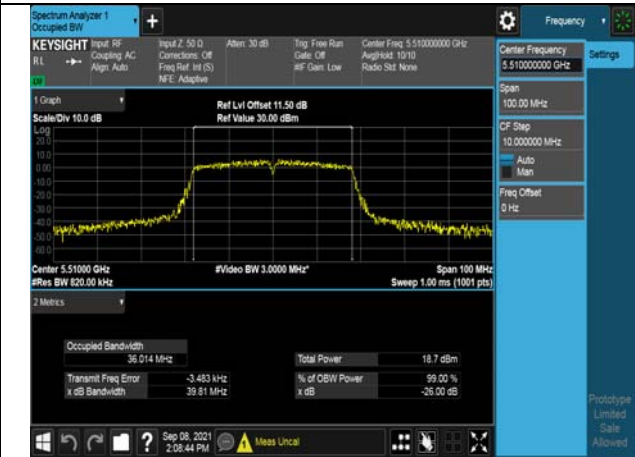 Spectrum Analyzer 1
Occupied BW
+
Frequency
KEYSIGHT
RL
Input: RF
Coupling: AC
Align: Auto
Input Z: 50 Ω
Corrections: Off
Freq Ref: Int (S)
NFE: Adaptive
Atten: 30 dB
Trig: Free Run
Gate: Off
#IF Gain: Low
Center Freq: 5.510000000 GHz
Avg|Hold: 10/10
Radio Std: None
Center Frequency
5.510000000 GHz
Settings
Span
100.00 MHz
CF Step
10.000000 MHz
Auto
Man
Freq Offset
0 Hz
1 Graph
Scale/Div 10.0 dB
Ref Lvl Offset 11.50 dB
Ref Value 30.00 dBm
Log
20.0
10.0
0.00
-10.0
-20.0
-30.0
-40.0
-50.0
-60.0
Center 5.51000 GHz
#Res BW 820.00 kHz
#Video BW 3.0000 MHz*
Span 100 MHz
Sweep 1.00 ms (1001 pts)
2 Metrics
Occupied Bandwidth
36.014 MHz
Total Power 18.7 dBm
Transmit Freq Error -3.483 kHz
% of OBW Power 99.00 %
x dB Bandwidth 39.81 MHz
x dB -26.00 dB
Prototype
Limited
Sale
Allowed
?
Sep 08, 2021
2:08:44 PM
Meas Uncal